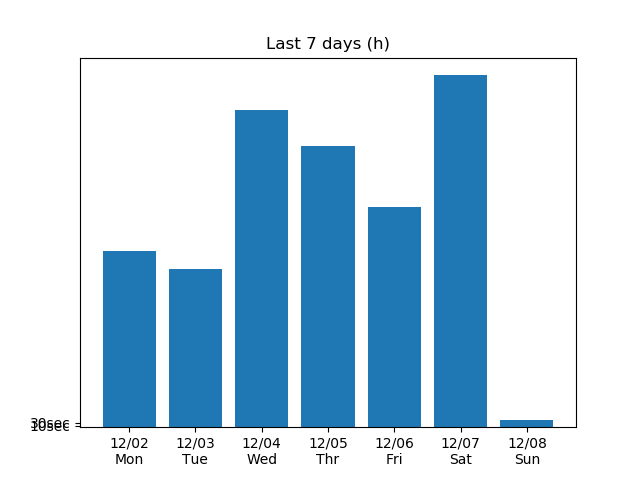 Last 7 days (h)
30sec
10sec
12/02 12/03 12/04 12/05 12/06 12/07 12/08
Mon Tue Wed Thr Fri Sat Sun